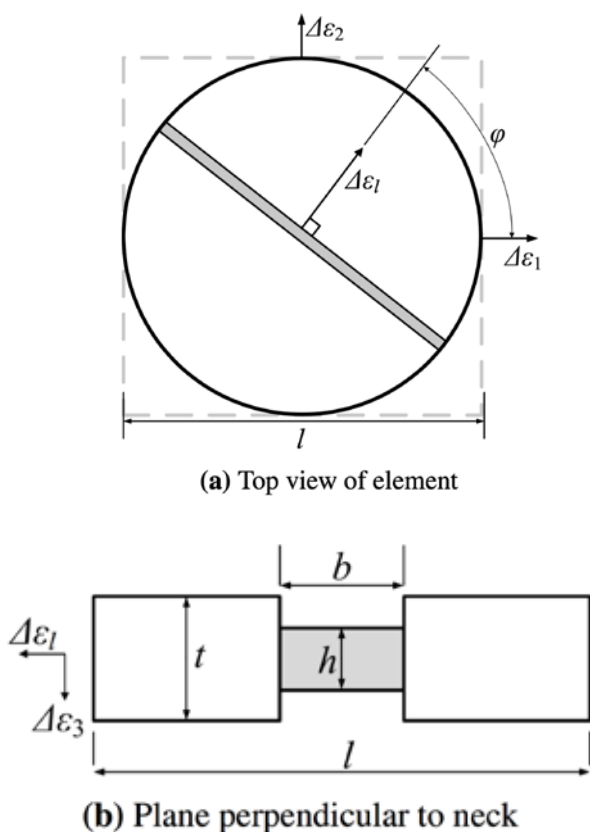 Δε₂
φ
Δεₗ
Δε₁
l
(a) Top view of element
b
Δεₗ
t
h
Δε₃
l
(b) Plane perpendicular to neck